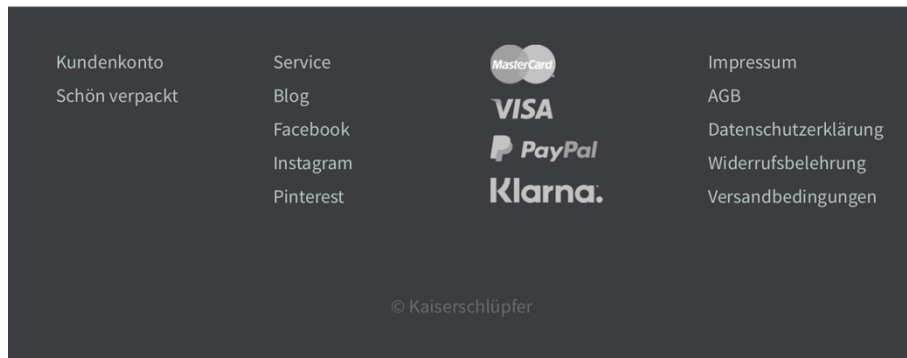 Kundenkonto
Schön verpackt
Service
Blog
Facebook
Instagram
Pinterest
MasterCard
VISA
PayPal
Klarna.
Impressum
AGB
Datenschutzerklärung
Widerrufsbelehrung
Versandbedingungen
© Kaiserschlüpfer